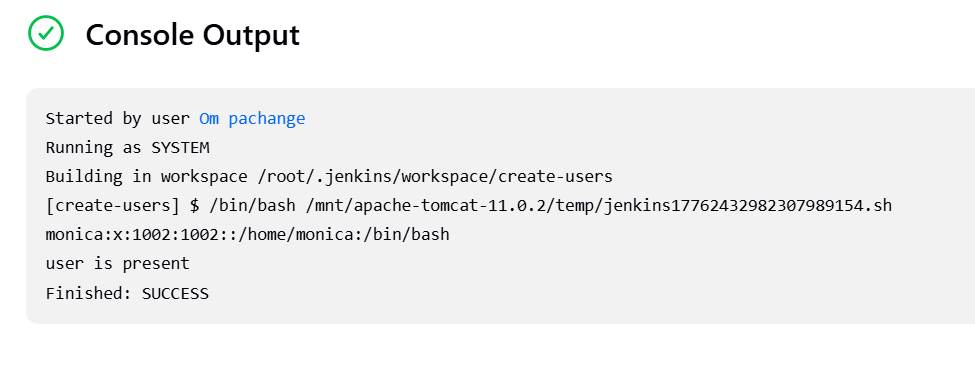 Console Output
Started by user Om pachange
Running as SYSTEM
Building in workspace /root/.jenkins/workspace/create-users
[create-users] $ /bin/bash /mnt/apache-tomcat-11.0.2/temp/jenkins17762432982307989154.sh
monica:x:1002:1002::/home/monica:/bin/bash
user is present
Finished: SUCCESS